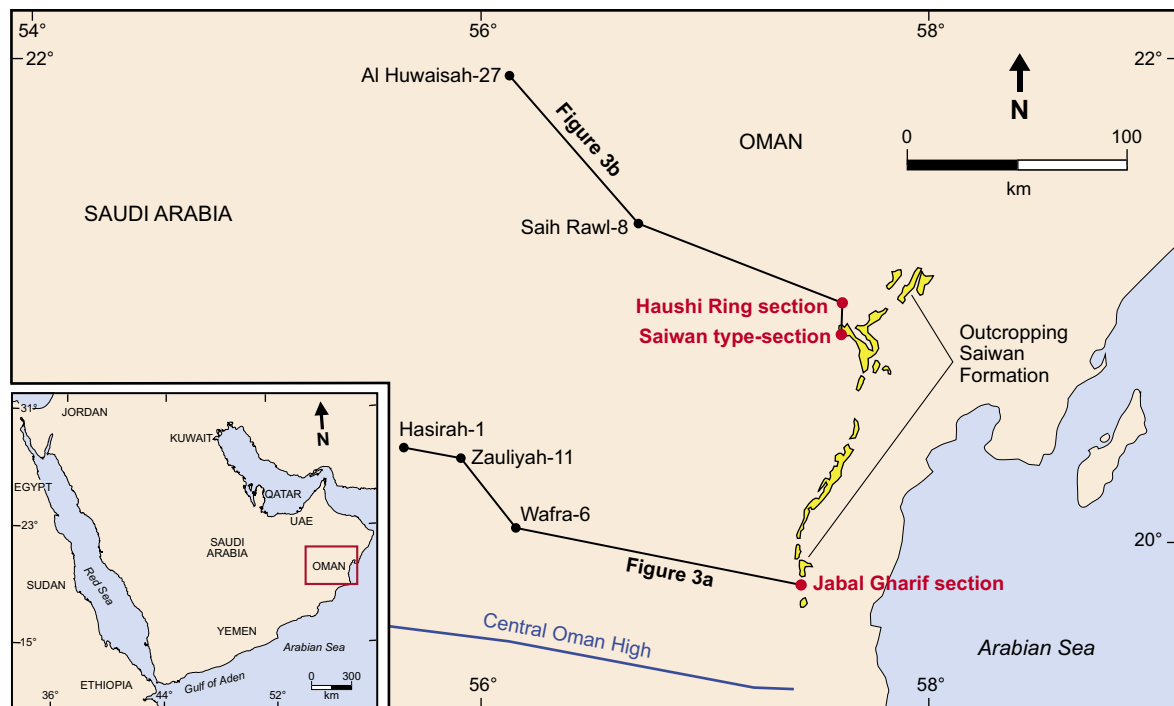 54°
56°
58°
22°
22°
Al Huwaisah-27
Figure 3b
OMAN
N
0
100
km
SAUDI ARABIA
Saih Rawl-8
Haushi Ring section
Saiwan type-section
Outcropping
Saiwan
Formation
Hasirah-1
Zauliyah-11
Wafra-6
20°
Figure 3a
Jabal Gharif section
Central Oman High
Arabian Sea
56°
58°
31°
JORDAN
N
KUWAIT
EGYPT
QATAR
UAE
23°
SAUDI
ARABIA
OMAN
SUDAN
Red Sea
YEMEN
15°
Arabian Sea
ETHIOPIA
Gulf of Aden
0
300
km
36°
44°
52°